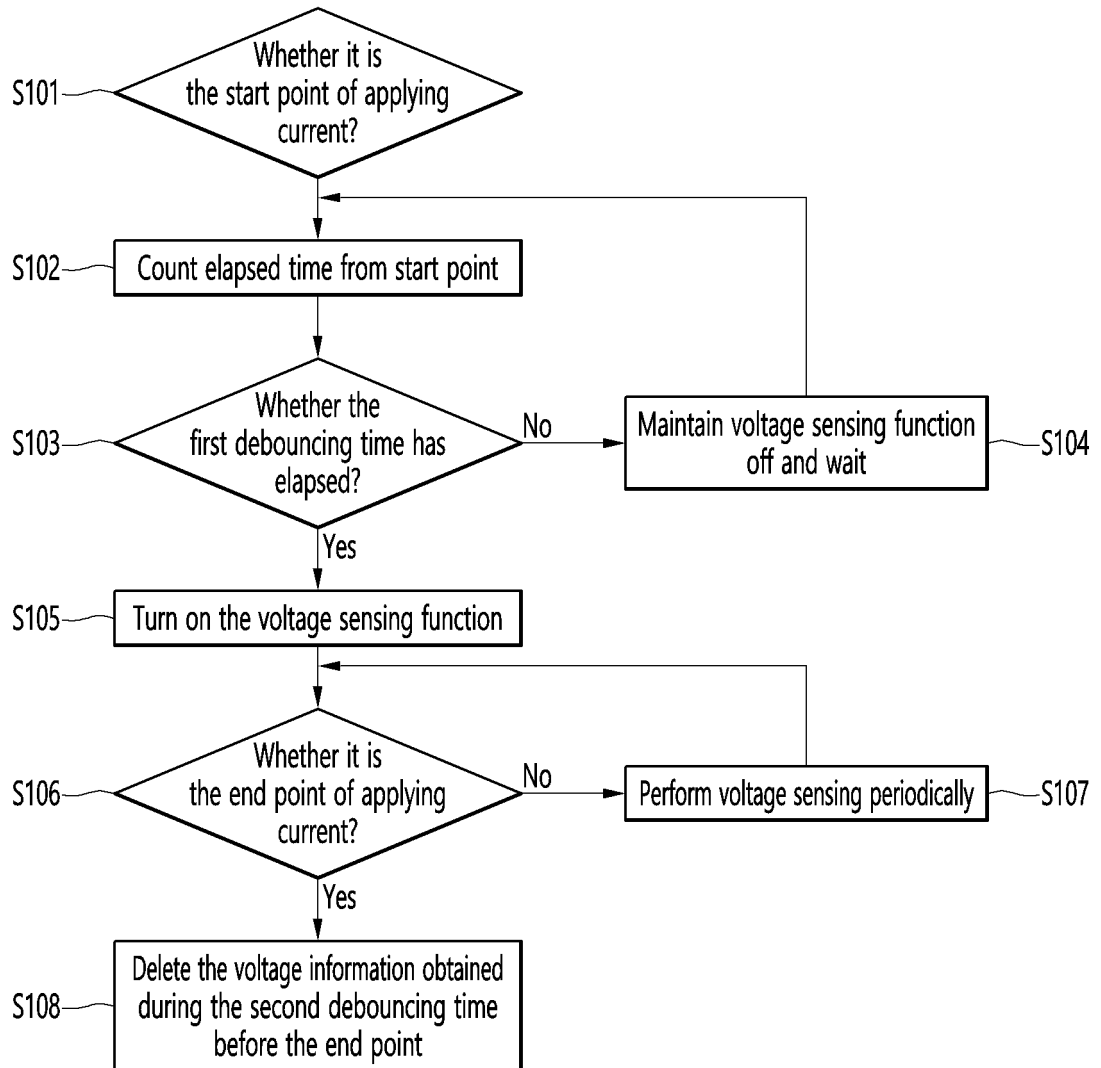 Whether it is
S101
the start point of applying
current?
S102
Count elapsed time from start point
Whether the
S103
first debouncing time has
elapsed?
No
Maintain voltage sensing function
off and wait
S104
Yes
S105
Turn on the voltage sensing function
Whether it is
S106
the end point of applying
current?
No
Perform voltage sensing periodically
S107
Yes
S108
Delete the voltage information obtained
during the second debouncing time
before the end point